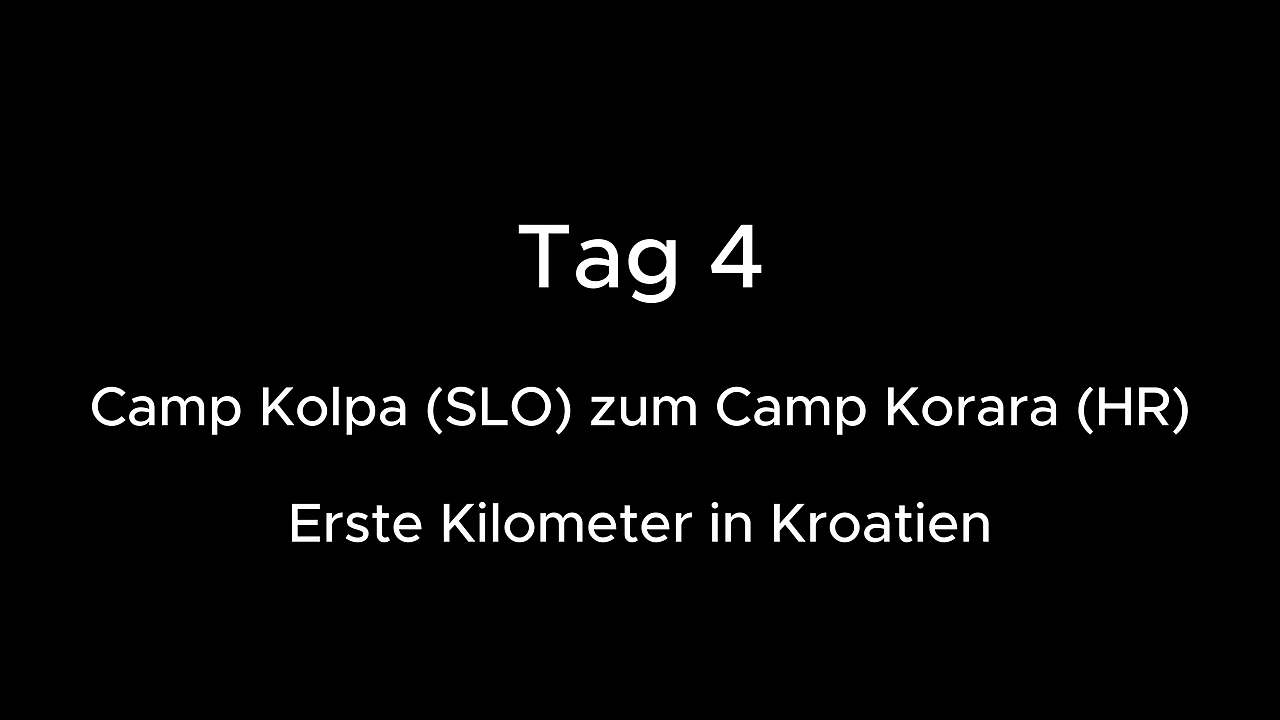 Tag 4
Camp Kolpa (SLO) zum Camp Korara (HR)
Erste Kilometer in Kroatien